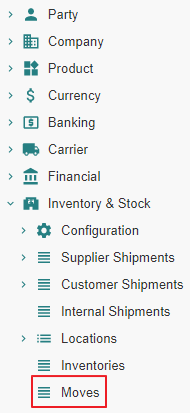 Party
Company
Product
Currency
Banking
Carrier
Financial
Inventory & Stock
Configuration
Supplier Shipments
Customer Shipments
Internal Shipments
Locations
Inventories
Moves